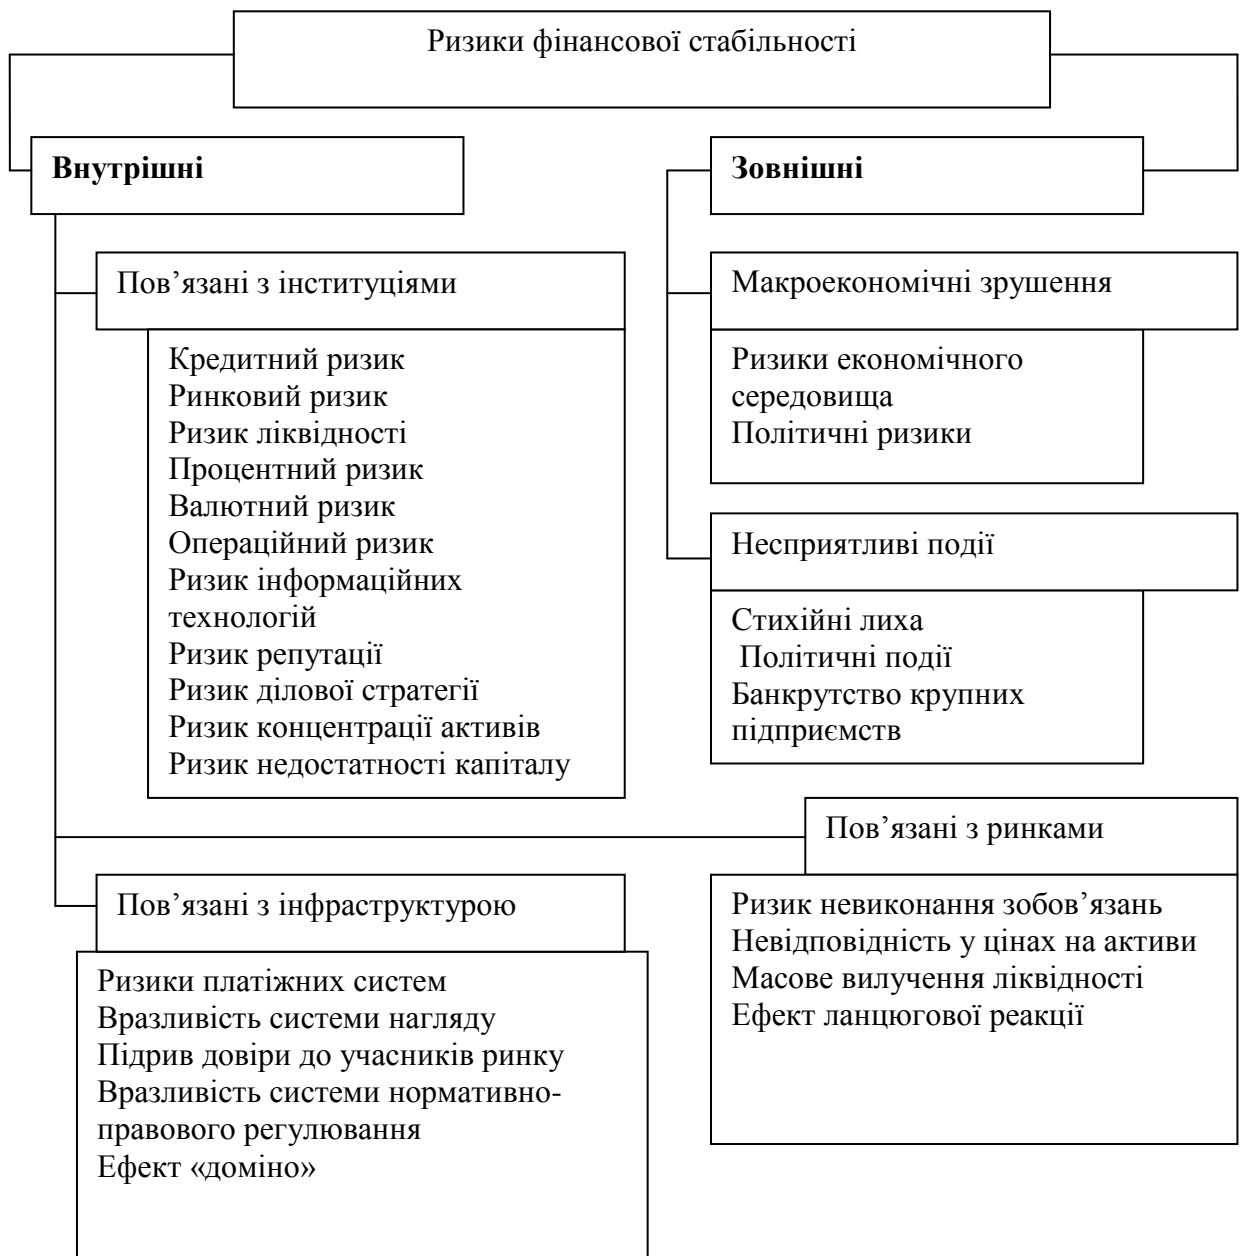 Ризики фінансової стабільності
Внутрішні
Зовнішні
Пов’язані з інституціями
Кредитний ризик
Ринковий ризик
Ризик ліквідності
Процентний ризик
Валютний ризик
Операційний ризик
Ризик інформаційних
технологій
Ризик репутації
Ризик ділової стратегії
Ризик концентрації активів
Ризик недостатності капіталу
Макроекономічні зрушення
Ризики економічного
середовища
Політичні ризики
Несприятливі події
Стихійні лиха
Політичні події
Банкрутство крупних
підприємств
Пов’язані з ринками
Ризик невиконання зобов’язань
Невідповідність у цінах на активи
Масове вилучення ліквідності
Ефект ланцюгової реакції
Пов’язані з інфраструктурою
Ризики платіжних систем
Вразливість системи нагляду
Підрив довіри до учасників ринку
Вразливість системи нормативно-
правового регулювання
Ефект «доміно»